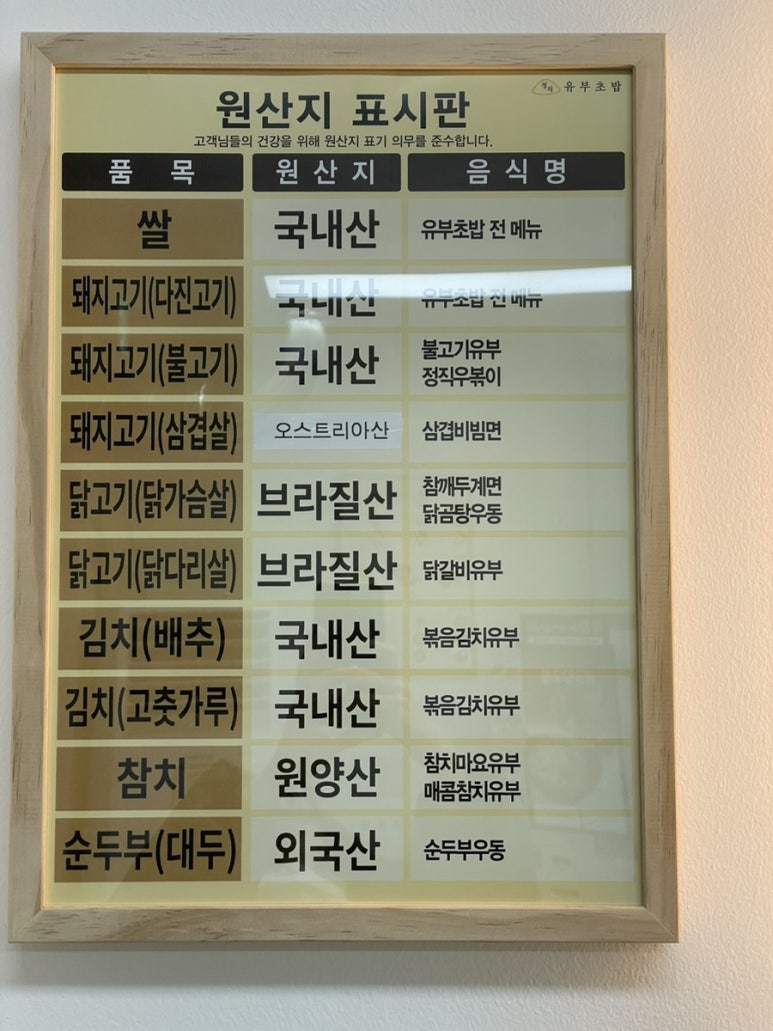 정직 유부초밥
원산지 표시판
고객님들의 건강을 위해 원산지 표기 의무를 준수합니다.
품 목 원 산 지 음 식 명
쌀 국내산 유부초밥 전 메뉴
돼지고기(다진고기) 국내산 유부초밥 전 메뉴
돼지고기(불고기) 국내산 불고기유부
정직우볶이
돼지고기(삼겹살) 오스트리아산 삼겹비빔면
닭고기(닭가슴살) 브라질산 참깨두계면
닭곰탕우동
닭고기(닭다리살) 브라질산 닭갈비유부
김치(배추) 국내산 볶음김치유부
김치(고춧가루) 국내산 볶음김치유부
참치 원양산 참치마요유부
매콤참치유부
순두부(대두) 외국산 순두부우동